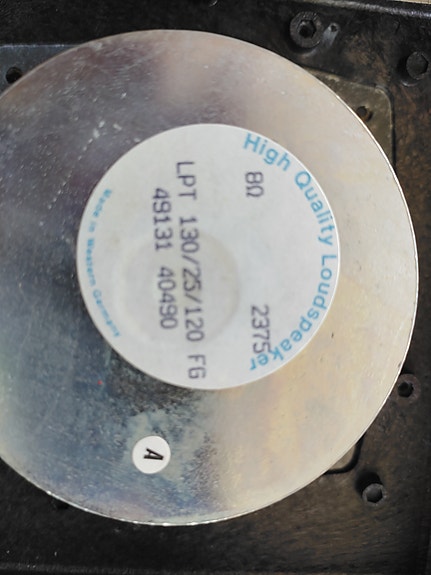 High Quality Loudspeaker
8Ω 2375
LPT 130/25/120 FG
49131 40490
Made in Western Germany
A